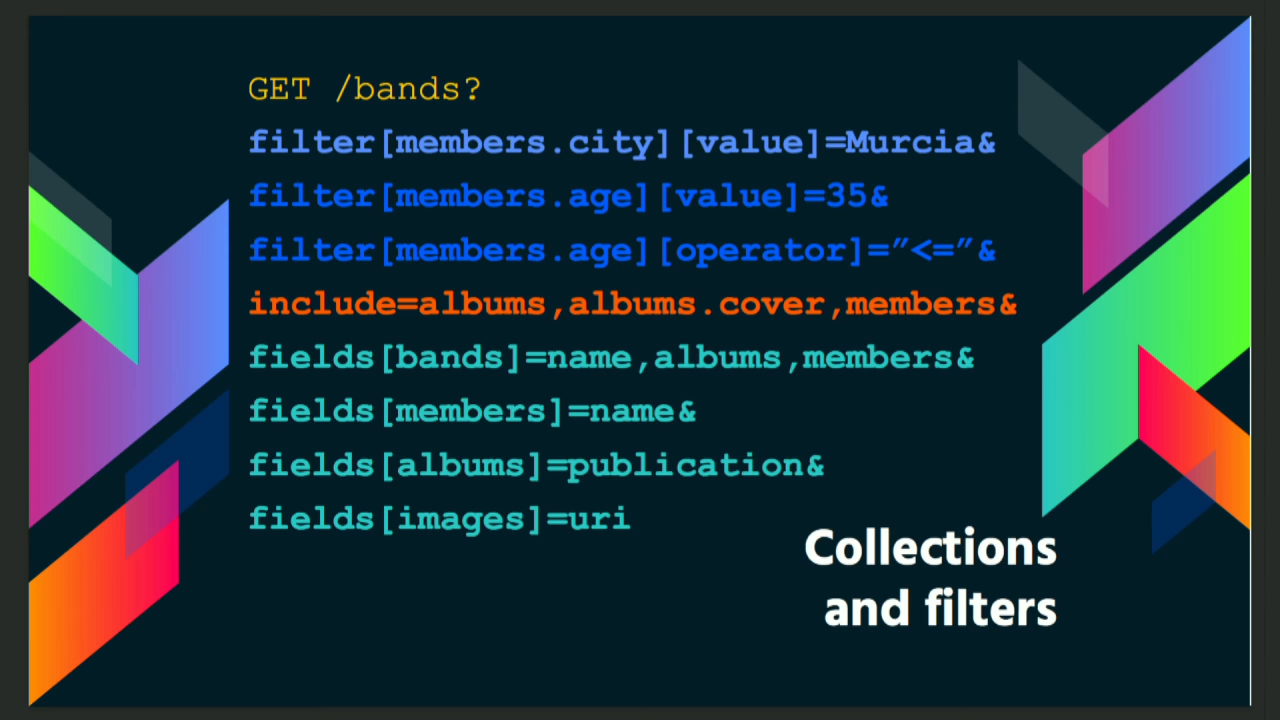 GET /bands?
filter[members.city][value]=Murcia&
filter[members.age][value]=35&
filter[members.age][operator]=”<=”&
include=albums,albums.cover,members&
fields[bands]=name,albums,members&
fields[members]=name&
fields[albums]=publication&
fields[images]=uri
Collections
and filters